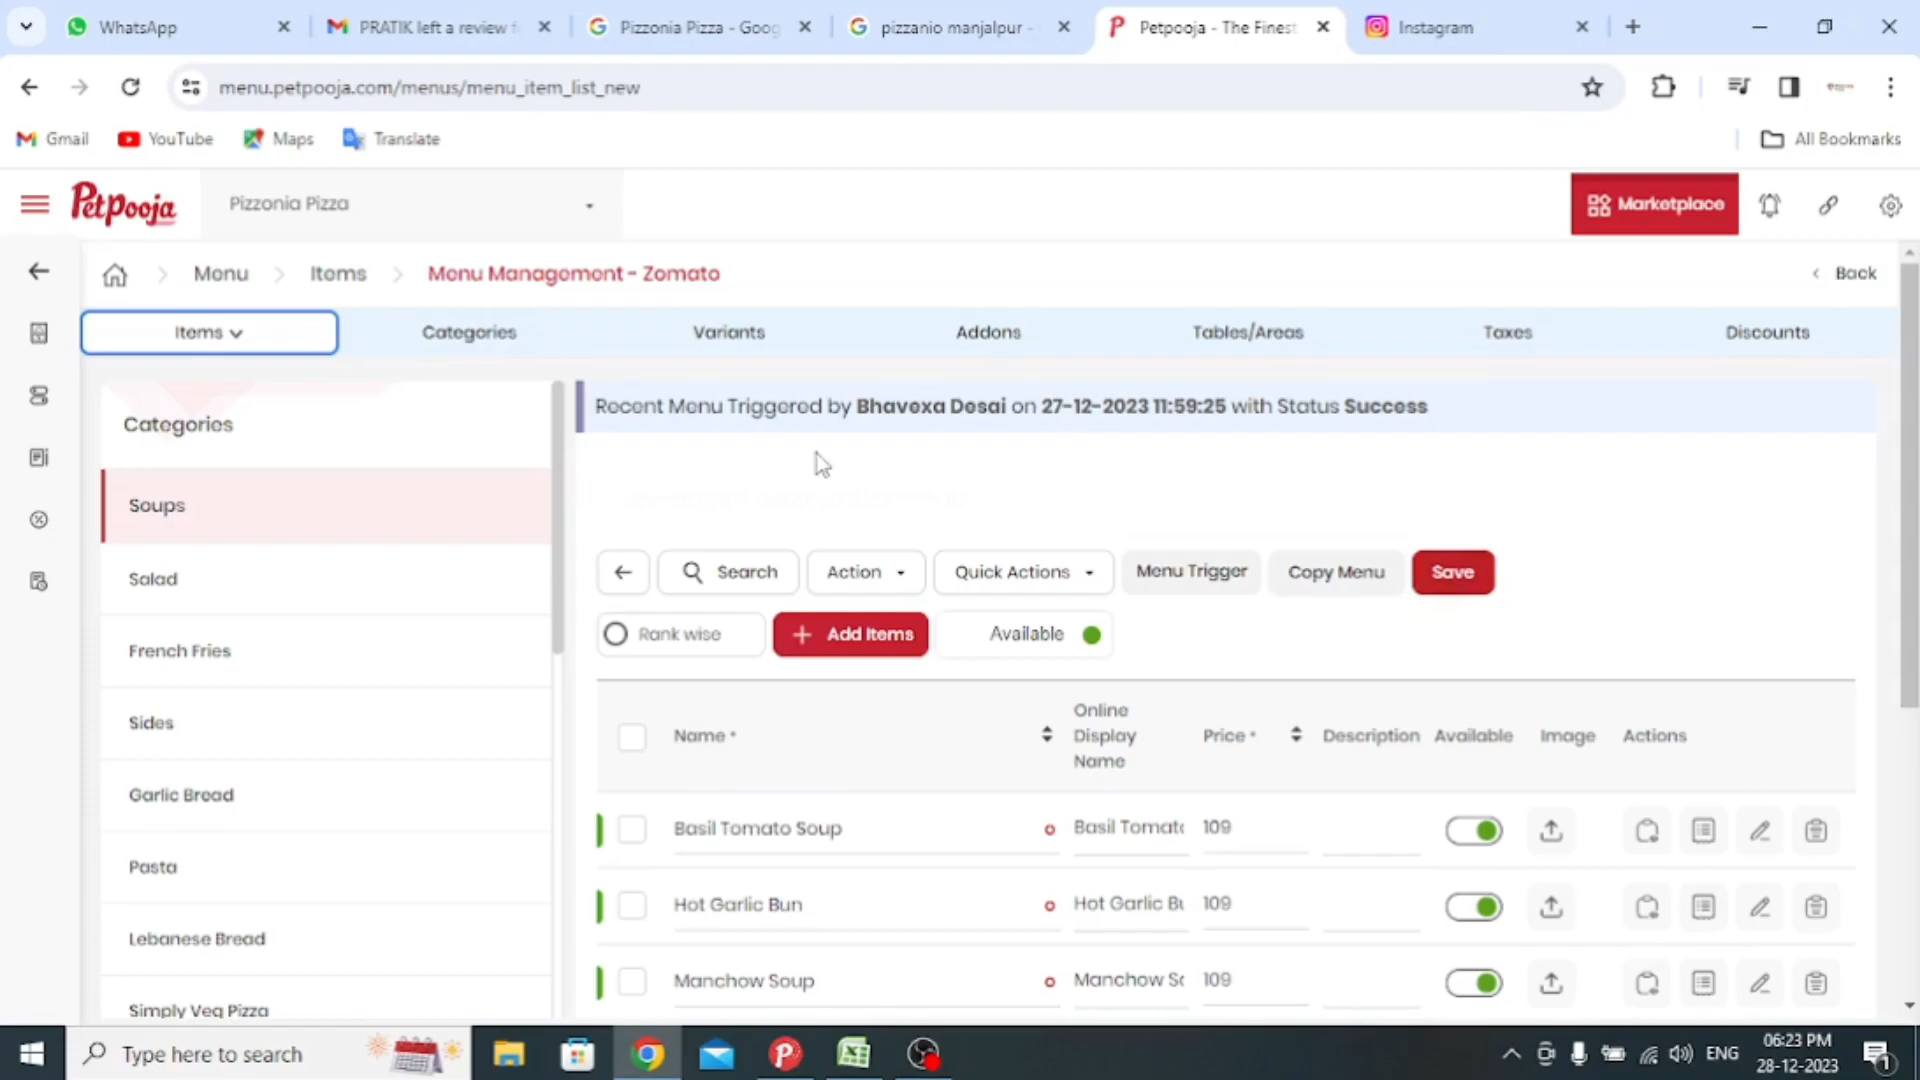 WhatsApp
PRATIK left a review f
Pizzonia Pizza - Goog
pizzanio manjalpur -
Petpooja - The Finest
Instagram
menu.petpooja.com/menus/menu_item_list_new
Gmail
YouTube
Maps
Translate
All Bookmarks
PetPooja
Pizzonia Pizza
Marketplace
Menu
Items
Menu Management - Zomato
Back
Items
Categories
Variants
Addons
Tables/Areas
Taxes
Discounts
Categories
Soups
Salad
French Fries
Sides
Garlic Bread
Pasta
Lebanese Bread
Simply Veg Pizza
Recent Menu Triggered by Bhavexa Desai on 27-12-2023 11:59:25 with Status Success
Search
Action
Quick Actions
Menu Trigger
Copy Menu
Save
Rank wise
+ Add Items
Available
Name *
Online
Display
Name
Price *
Description
Available
Image
Actions
Basil Tomato Soup
Basil Tomato
109
Hot Garlic Bun
Hot Garlic Bu
109
Manchow Soup
Manchow So
109
Type here to search
ENG
06:23 PM
28-12-2023
1